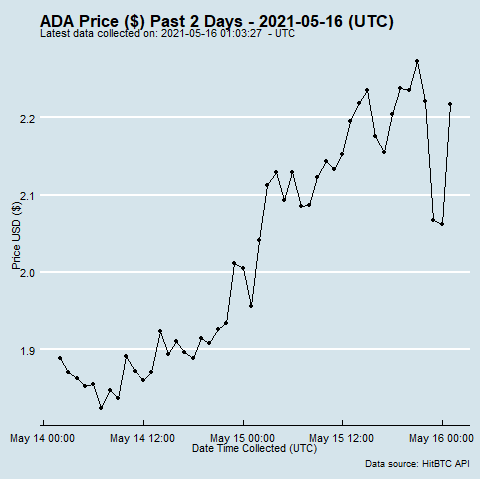 ADA Price ($) Past 2 Days - 2021-05-16 (UTC)
Latest data collected on: 2021-05-16 01:03:27  - UTC
2.2
2.1
2.0
1.9
Price USD ($)
May 14 00:00 May 14 12:00 May 15 00:00 May 15 12:00 May 16 00:00
Date Time Collected (UTC)
Data source: HitBTC API